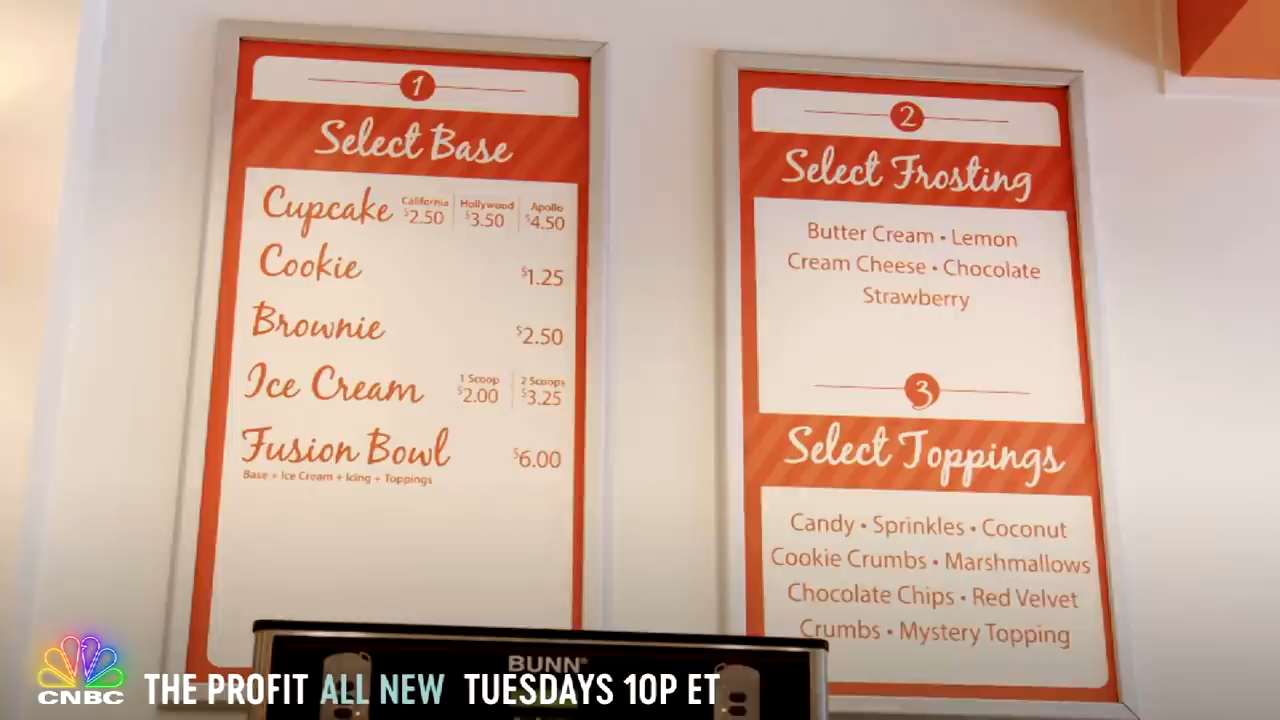 1
Select Base
Cupcake California $2.50 Hollywood $3.50 Apollo $4.50
Cookie $1.25
Brownie $2.50
Ice Cream 1 Scoop $2.00 2 Scoops $3.25
Fusion Bowl $6.00
Base + Ice Cream + Icing + Toppings
2
Select Frosting
Butter Cream • Lemon
Cream Cheese • Chocolate
Strawberry
3
Select Toppings
Candy • Sprinkles • Coconut
Cookie Crumbs • Marshmallows
Chocolate Chips • Red Velvet
Crumbs • Mystery Topping
BUNN®
CNBC THE PROFIT ALL NEW TUESDAYS 10P ET